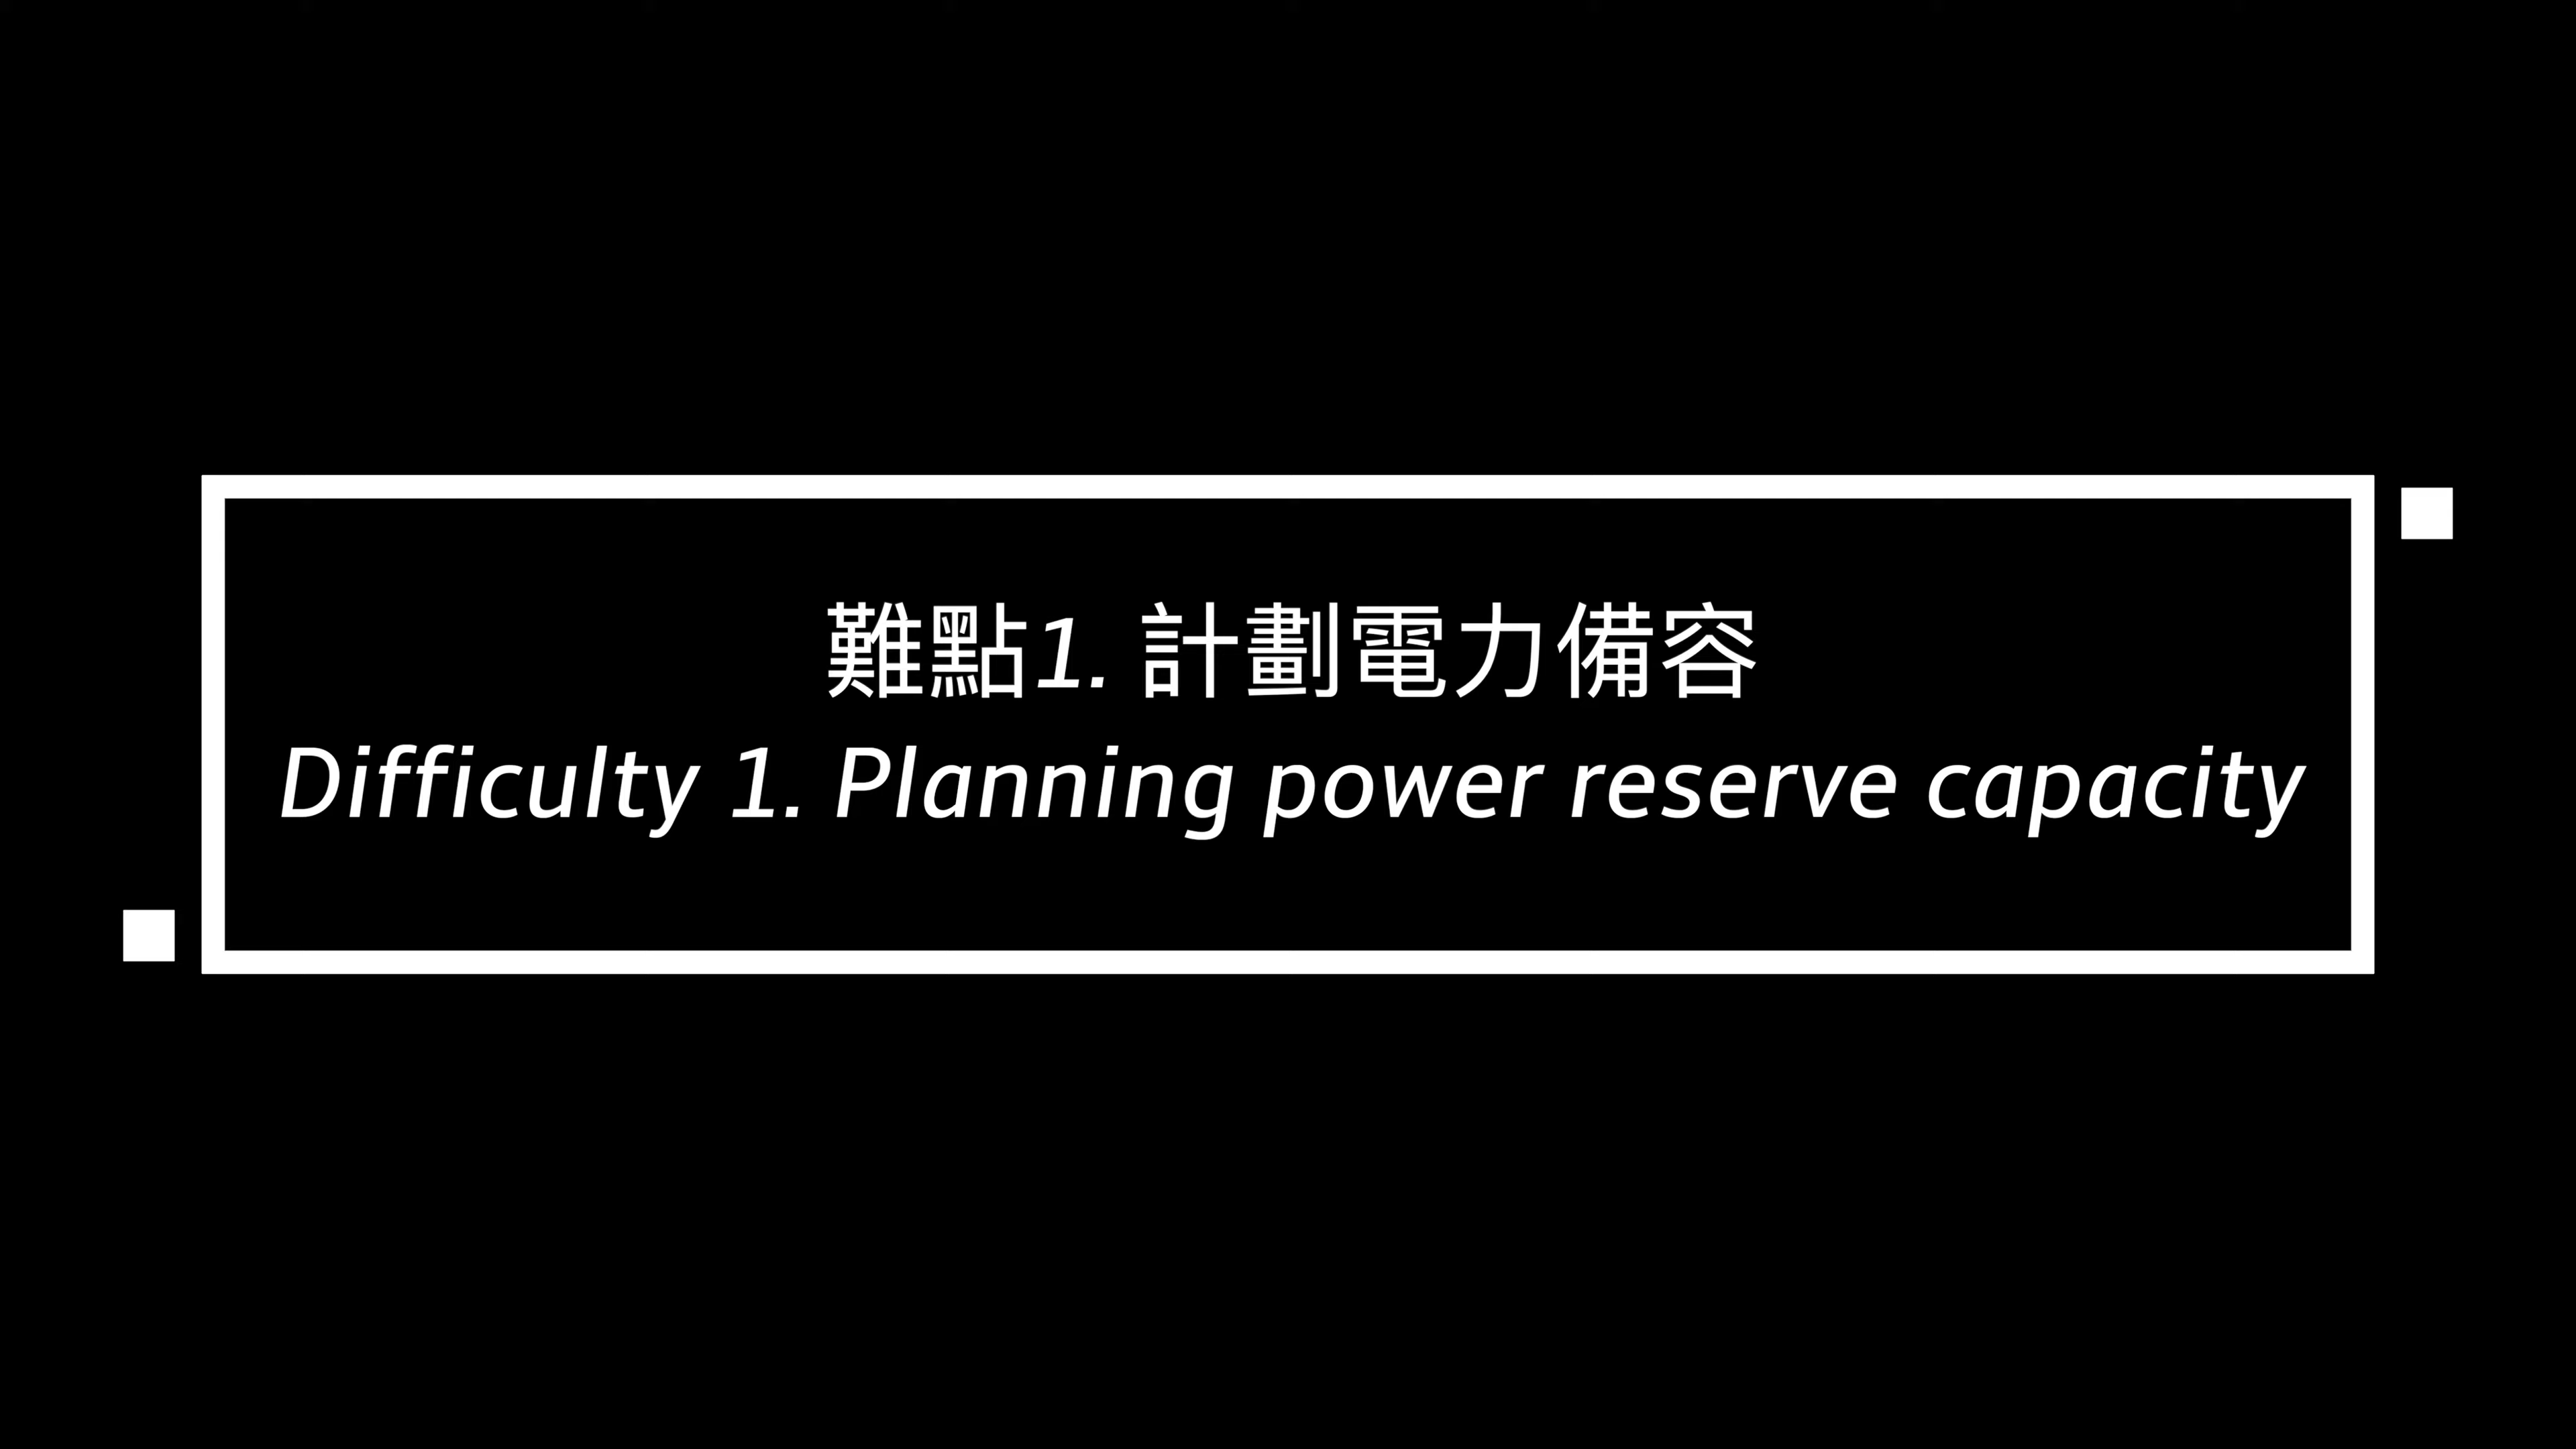 難點1. 計劃電力備容
Difficulty 1. Planning power reserve capacity